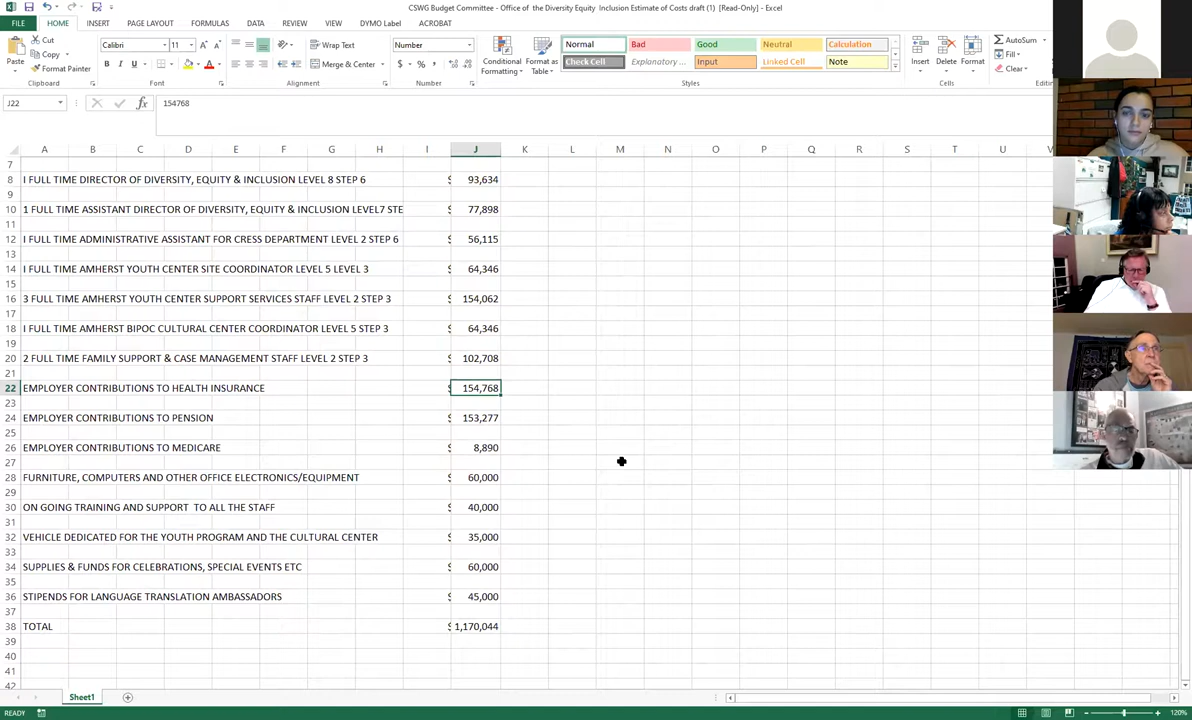 CSWG Budget Committee - Office of the Diversity Equity Inclusion Estimate of Costs draft (1) [Read-Only] - Excel
FILE HOME INSERT PAGE LAYOUT FORMULAS DATA REVIEW VIEW DYMO Label ACROBAT
Cut
Copy
Format Painter
Paste
Clipboard
Calibri 11
B I U
Font
Wrap Text
Merge & Center
Alignment
Number
$ % ,
Number
Conditional Formatting
Format as Table
Normal Bad Good Neutral Calculation
Check Cell Explanatory ... Input Linked Cell Note
Styles
Insert Delete Format
Cells
AutoSum
Fill
Clear
J22 fx 154768
A B C D E F G H I J K L M N O P Q R S T U V
7
8 I FULL TIME DIRECTOR OF DIVERSITY, EQUITY & INCLUSION LEVEL 8 STEP 6 $ 93,634
9
10 1 FULL TIME ASSISTANT DIRECTOR OF DIVERSITY, EQUITY & INCLUSION LEVEL7 STE 77,898
11
12 I FULL TIME ADMINISTRATIVE ASSISTANT FOR CRESS DEPARTMENT LEVEL 2 STEP 6 $ 56,115
13
14 I FULL TIME AMHERST YOUTH CENTER SITE COORDINATOR LEVEL 5 LEVEL 3 $ 64,346
15
16 3 FULL TIME AMHERST YOUTH CENTER SUPPORT SERVICES STAFF LEVEL 2 STEP 3 $ 154,062
17
18 I FULL TIME AMHERST BIPOC CULTURAL CENTER COORDINATOR LEVEL 5 STEP 3 $ 64,346
19
20 2 FULL TIME FAMILY SUPPORT & CASE MANAGEMENT STAFF LEVEL 2 STEP 3 $ 102,708
21
22 EMPLOYER CONTRIBUTIONS TO HEALTH INSURANCE $ 154,768
23
24 EMPLOYER CONTRIBUTIONS TO PENSION $ 153,277
25
26 EMPLOYER CONTRIBUTIONS TO MEDICARE $ 8,890
27
28 FURNITURE, COMPUTERS AND OTHER OFFICE ELECTRONICS/EQUIPMENT $ 60,000
29
30 ON GOING TRAINING AND SUPPORT TO ALL THE STAFF $ 40,000
31
32 VEHICLE DEDICATED FOR THE YOUTH PROGRAM AND THE CULTURAL CENTER $ 35,000
33
34 SUPPLIES & FUNDS FOR CELEBRATIONS, SPECIAL EVENTS ETC $ 60,000
35
36 STIPENDS FOR LANGUAGE TRANSLATION AMBASSADORS $ 45,000
37
38 TOTAL $ 1,170,044
39
40
41
42
Sheet1
READY
120%